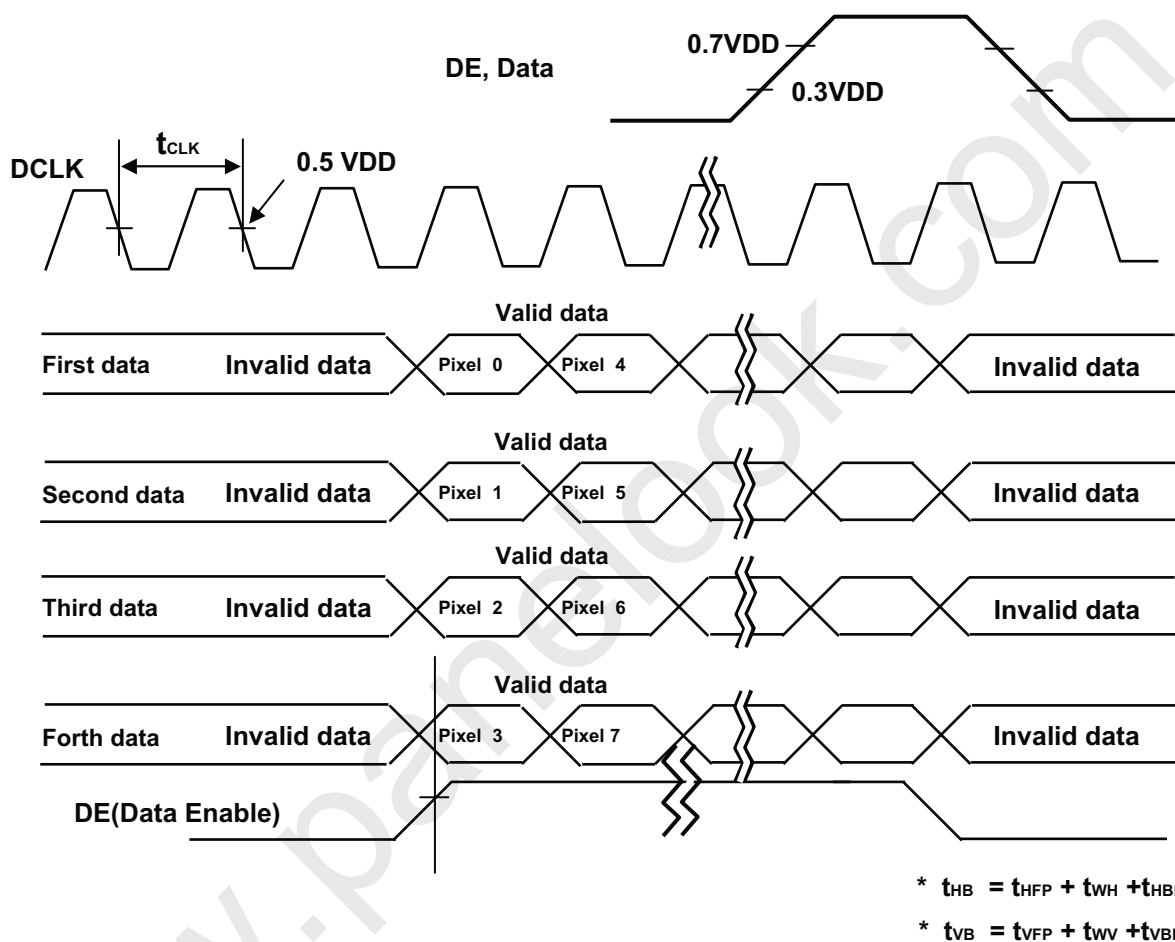 0.7VDD
DE, Data
0.3VDD
tCLK
0.5 VDD
DCLK
Valid data
First data Invalid data Pixel 0 Pixel 4 Invalid data
Valid data
Second data Invalid data Pixel 1 Pixel 5 Invalid data
Valid data
Third data Invalid data Pixel 2 Pixel 6 Invalid data
Valid data
Forth data Invalid data Pixel 3 Pixel 7 Invalid data
DE(Data Enable)
* tHB = tHFP + tWH +
* tVB = tVFP + tWV +
.panelook.com